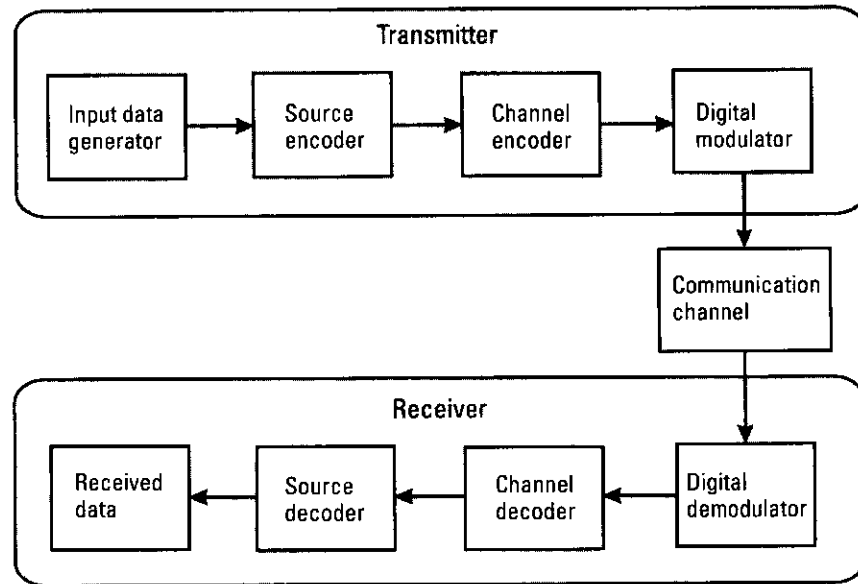 Transmitter
Input data
generator
Source
encoder
Channel
encoder
Digital
modulator
Communication
channel
Receiver
Received
data
Source
decoder
Channel
decoder
Digital
demodulator